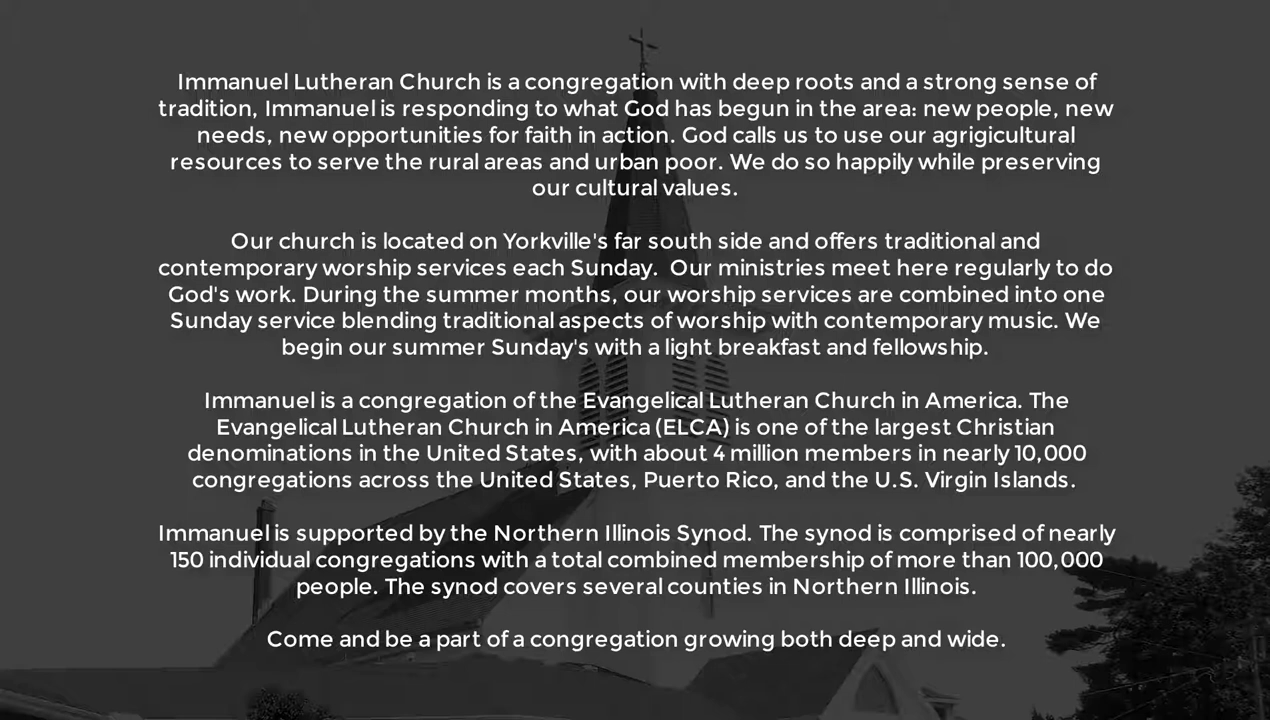 Immanuel Lutheran Church is a congregation with deep roots and a strong sense of
tradition, Immanuel is responding to what God has begun in the area: new people, new
needs, new opportunities for faith in action. God calls us to use our agrigicultural
resources to serve the rural areas and urban poor. We do so happily while preserving
our cultural values.
Our church is located on Yorkville's far south side and offers traditional and
contemporary worship services each Sunday.  Our ministries meet here regularly to do
God's work. During the summer months, our worship services are combined into one
Sunday service blending traditional aspects of worship with contemporary music. We
begin our summer Sunday's with a light breakfast and fellowship.
Immanuel is a congregation of the Evangelical Lutheran Church in America. The
Evangelical Lutheran Church in America (ELCA) is one of the largest Christian
denominations in the United States, with about 4 million members in nearly 10,000
congregations across the United States, Puerto Rico, and the U.S. Virgin Islands.
Immanuel is supported by the Northern Illinois Synod. The synod is comprised of nearly
150 individual congregations with a total combined membership of more than 100,000
people. The synod covers several counties in Northern Illinois.
Come and be a part of a congregation growing both deep and wide.